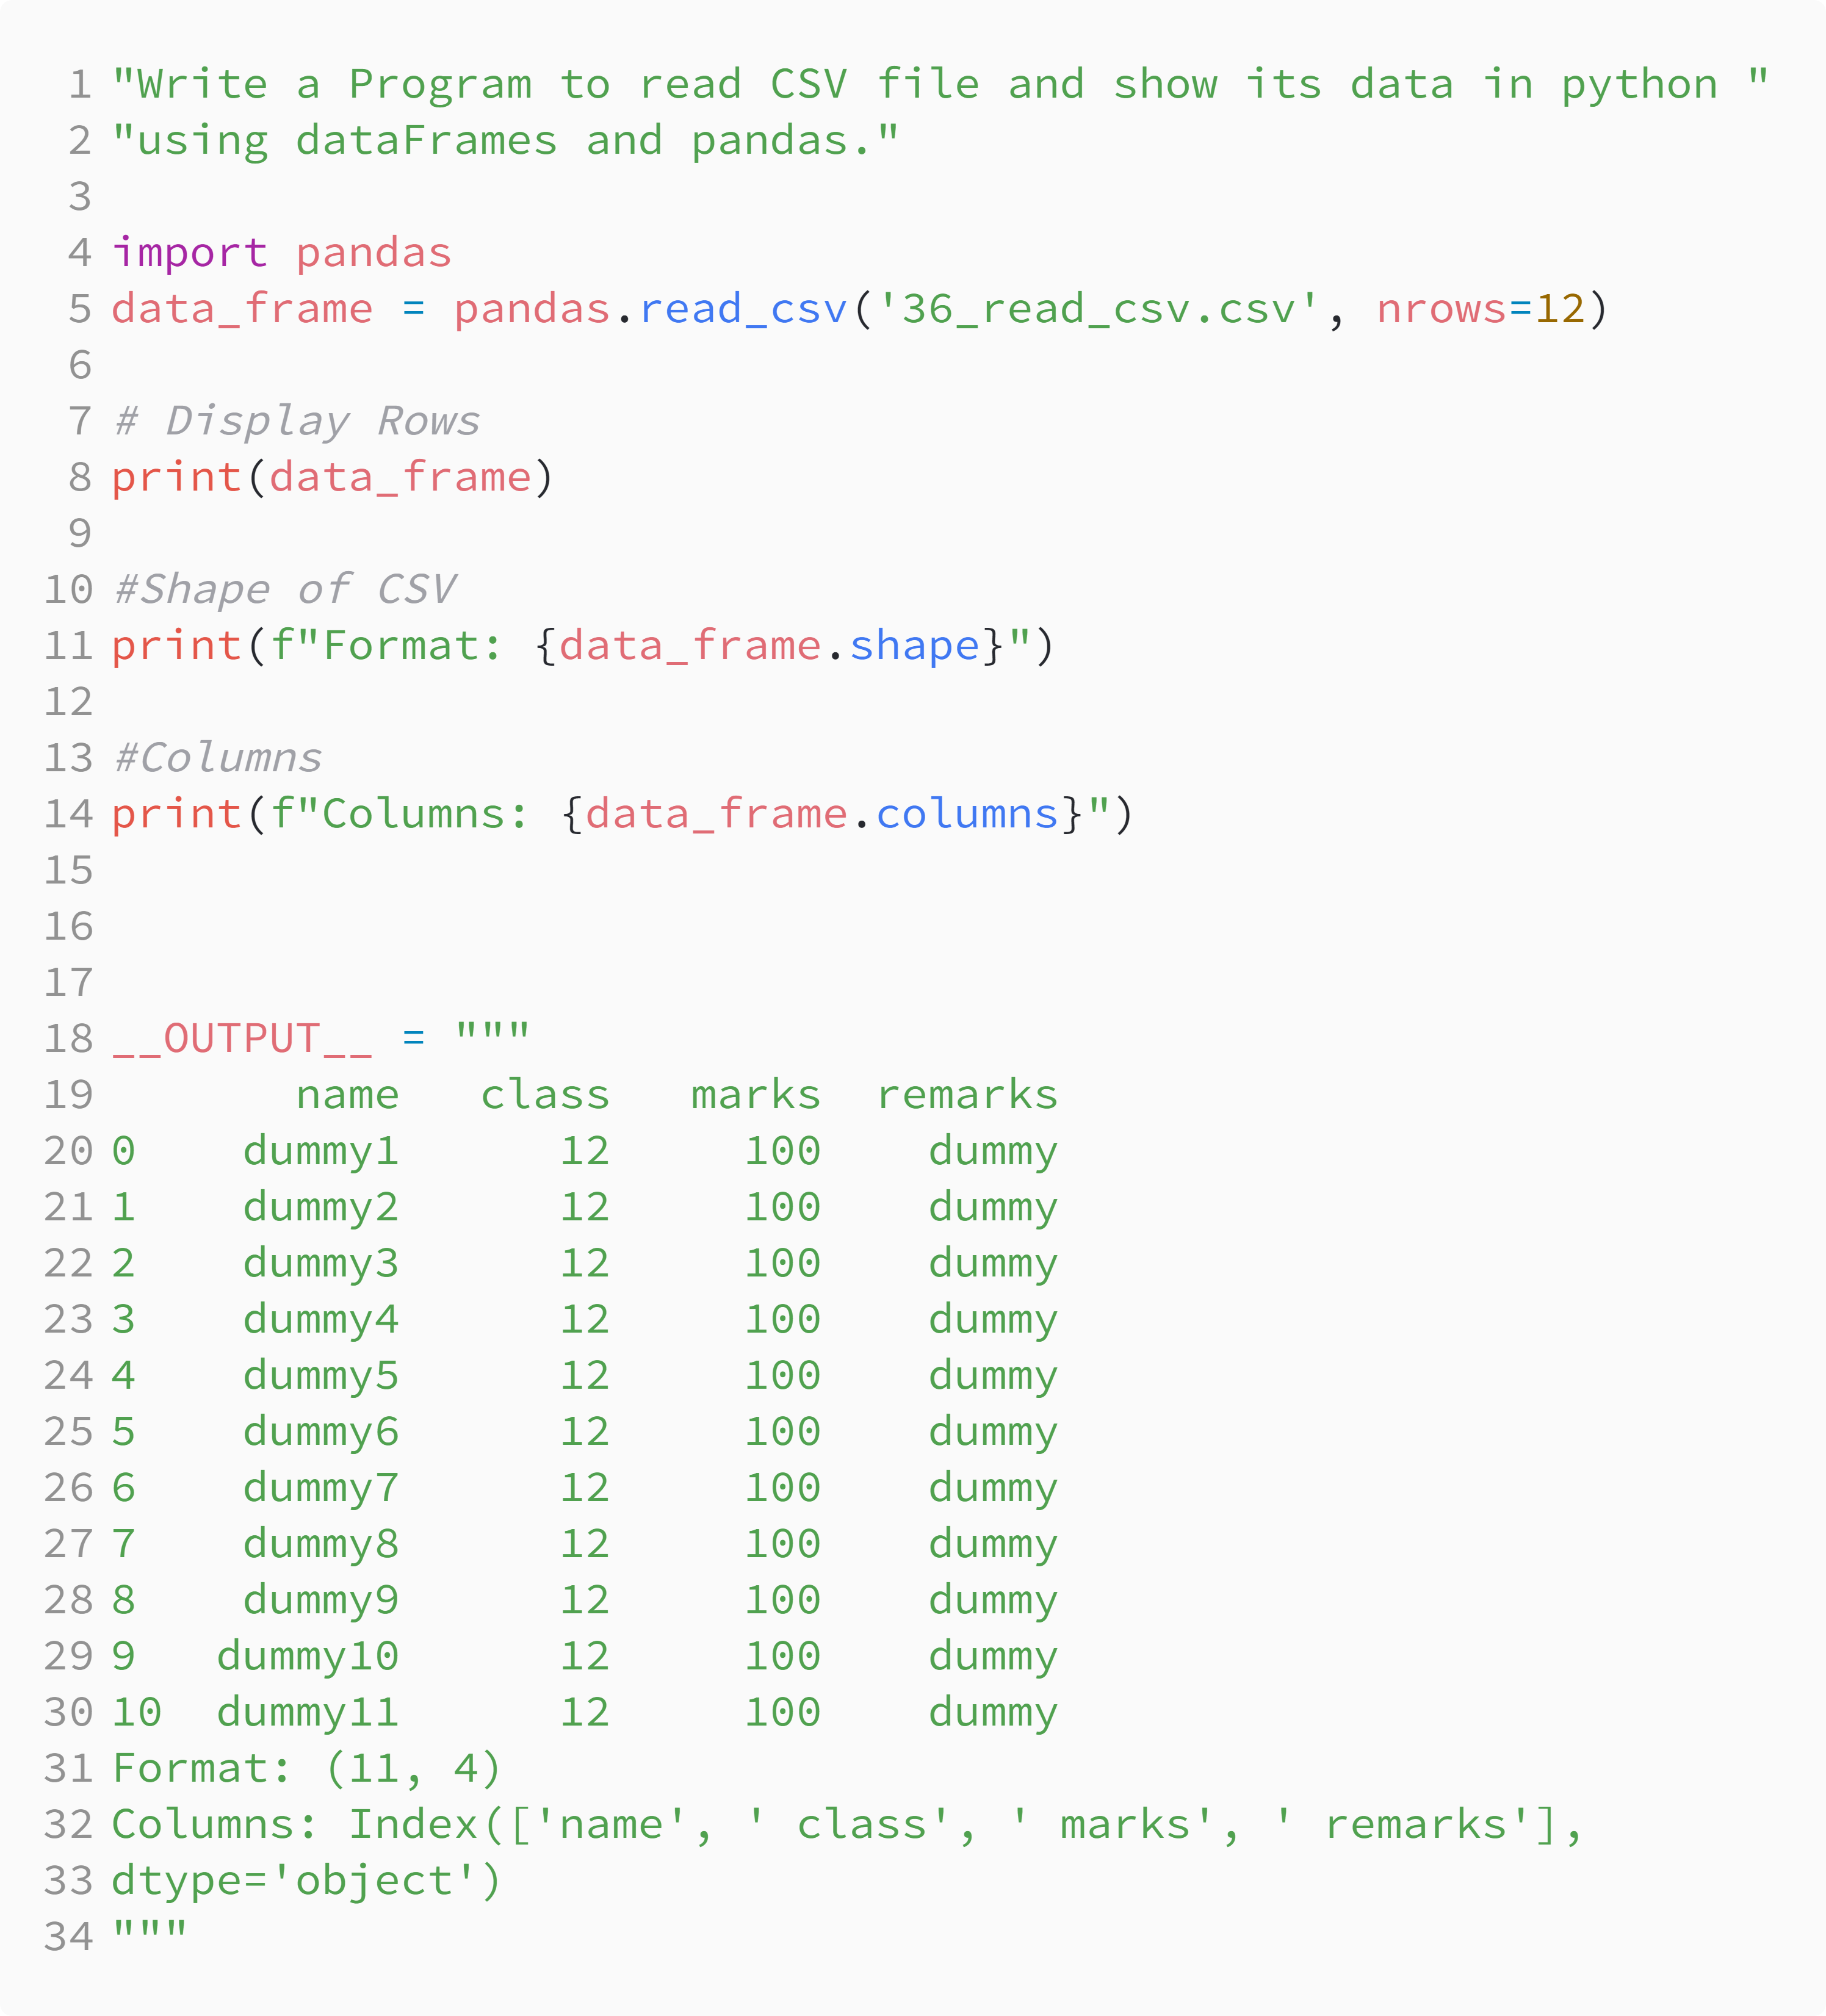 1 "Write a Program to read CSV file and show its data in python "
2 "using dataFrames and pandas."
3
4 import pandas
5 data_frame = pandas.read_csv('36_read_csv.csv', nrows=12)
6
7 # Display Rows
8 print(data_frame)
9
10 #Shape of CSV
11 print(f"Format: {data_frame.shape}")
12
13 #Columns
14 print(f"Columns: {data_frame.columns}")
15
16
17
18 __OUTPUT__ = """
19        name   class   marks  remarks
20 0    dummy1      12     100    dummy
21 1    dummy2      12     100    dummy
22 2    dummy3      12     100    dummy
23 3    dummy4      12     100    dummy
24 4    dummy5      12     100    dummy
25 5    dummy6      12     100    dummy
26 6    dummy7      12     100    dummy
27 7    dummy8      12     100    dummy
28 8    dummy9      12     100    dummy
29 9   dummy10      12     100    dummy
30 10  dummy11      12     100    dummy
31 Format: (11, 4)
32 Columns: Index(['name', ' class', ' marks', ' remarks'],
33 dtype='object')
34 """